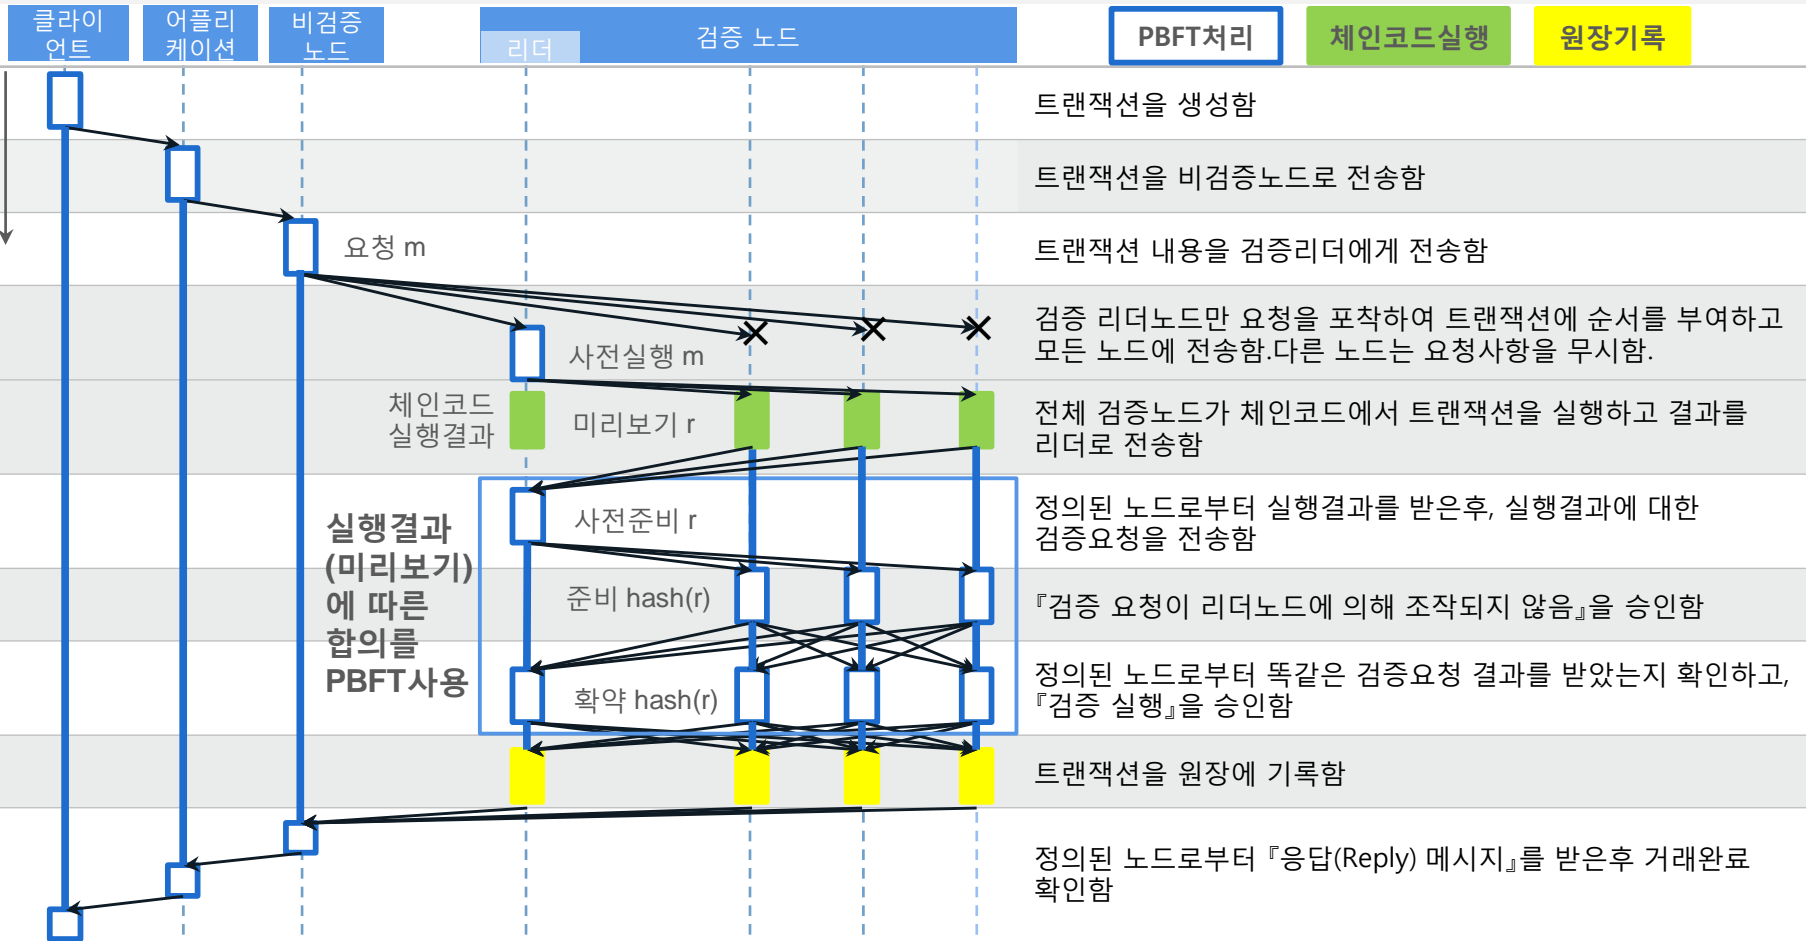 클라이
언트
어플리
케이션
비검증
노드
리더
검증 노드
PBFT처리
체인코드실행
원장기록
트랜잭션을 생성함
트랜잭션을 비검증노드로 전송함
요청 m
트랜잭션 내용을 검증리더에게 전송함
사전실행 m
검증 리더노드만 요청을 포착하여 트랜잭션에 순서를 부여하고
모든 노드에 전송함.다른 노드는 요청사항을 무시함.
체인코드
실행결과
미리보기 r
전체 검증노드가 체인코드에서 트랜잭션을 실행하고 결과를
리더로 전송함
실행결과
(미리보기)
에 따른
합의를
PBFT사용
사전준비 r
정의된 노드로부터 실행결과를 받은후, 실행결과에 대한
검증요청을 전송함
준비 hash(r)
『검증 요청이 리더노드에 의해 조작되지 않음』을 승인함
확약 hash(r)
정의된 노드로부터 똑같은 검증요청 결과를 받았는지 확인하고,
『검증 실행』을 승인함
트랜잭션을 원장에 기록함
정의된 노드로부터 『응답(Reply) 메시지』를 받은후 거래완료
확인함